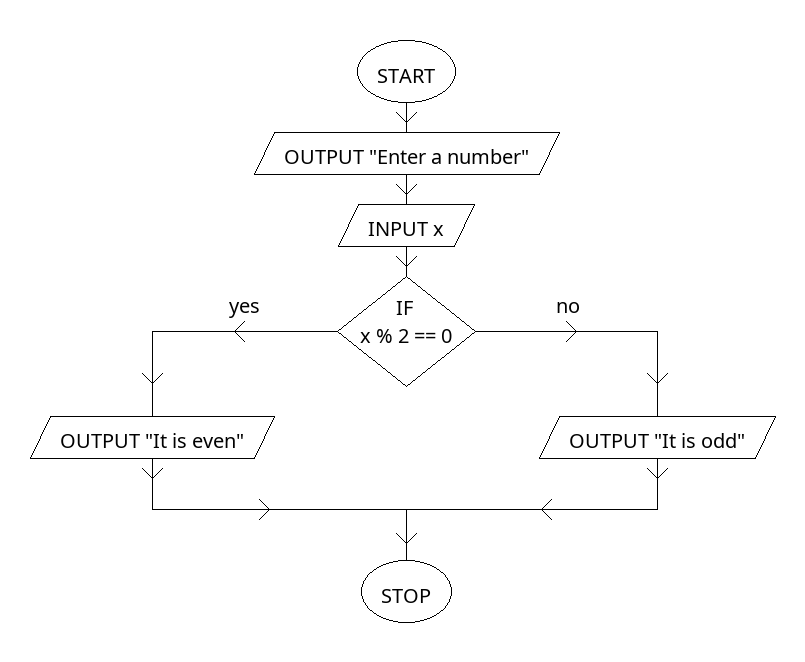 START
OUTPUT "Enter a number"
INPUT x
IF
x % 2 == 0
yes
no
OUTPUT "It is even"
OUTPUT "It is odd"
STOP